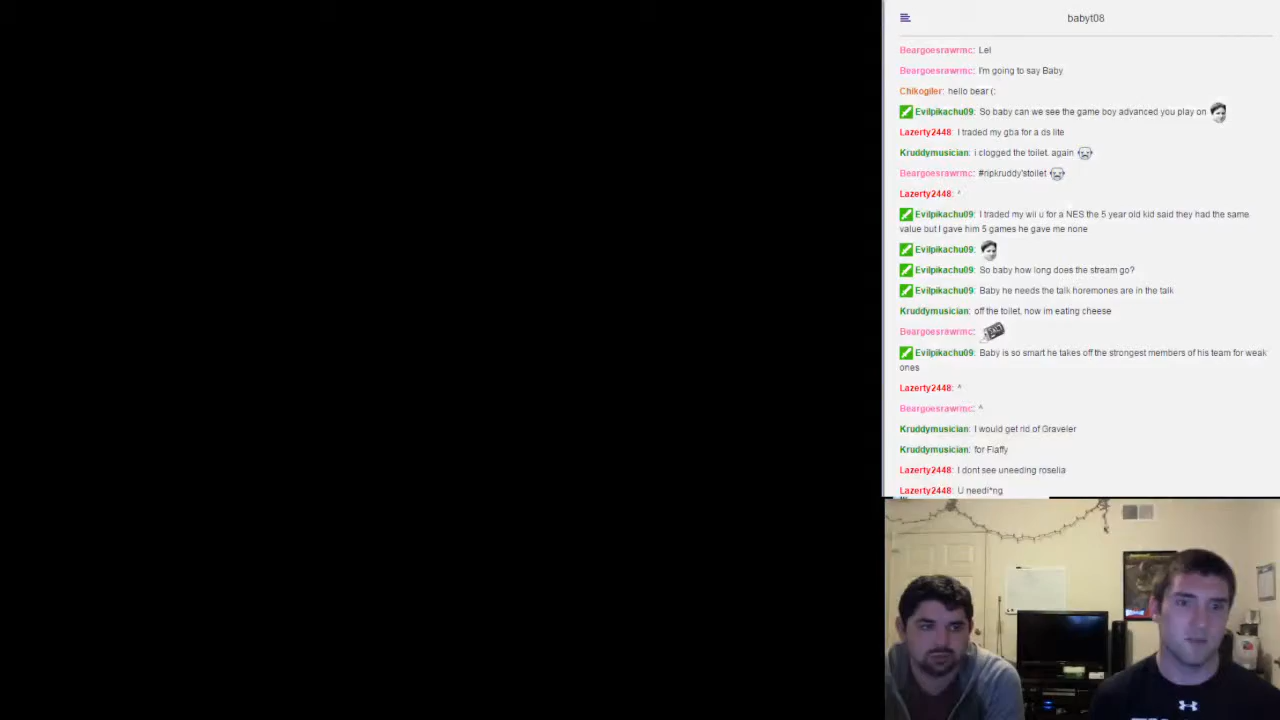 babyt08
Beargoesrawrmc: Lel
Beargoesrawrmc: I'm going to say Baby
Chikogiler: hello bear (:
Evilpikachu09: So baby can we see the game boy advanced you play on
Lazerty2448: I traded my gba for a ds lite
Kruddymusician: i clogged the toilet. again
Beargoesrawrmc: #ripkruddy'stoilet
Lazerty2448: ^
Evilpikachu09: I traded my wii u for a NES the 5 year old kid said they had the same
value but I gave him 5 games he gave me none
Evilpikachu09:
Evilpikachu09: So baby how long does the stream go?
Evilpikachu09: Baby he needs the talk horemones are in the talk
Kruddymusician: off the toilet, now im eating cheese
Beargoesrawrmc:
Evilpikachu09: Baby is so smart he takes off the strongest members of his team for weak
ones
Lazerty2448: ^
Beargoesrawrmc: ^
Kruddymusician: I would get rid of Graveler
Kruddymusician: for Flaffy
Lazerty2448: I dont see uneeding roselia
Lazerty2448: U needi*ng